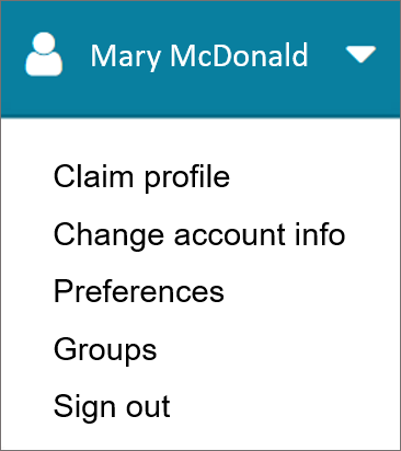 Mary McDonald
Claim profile
Change account info
Preferences
Groups
Sign out